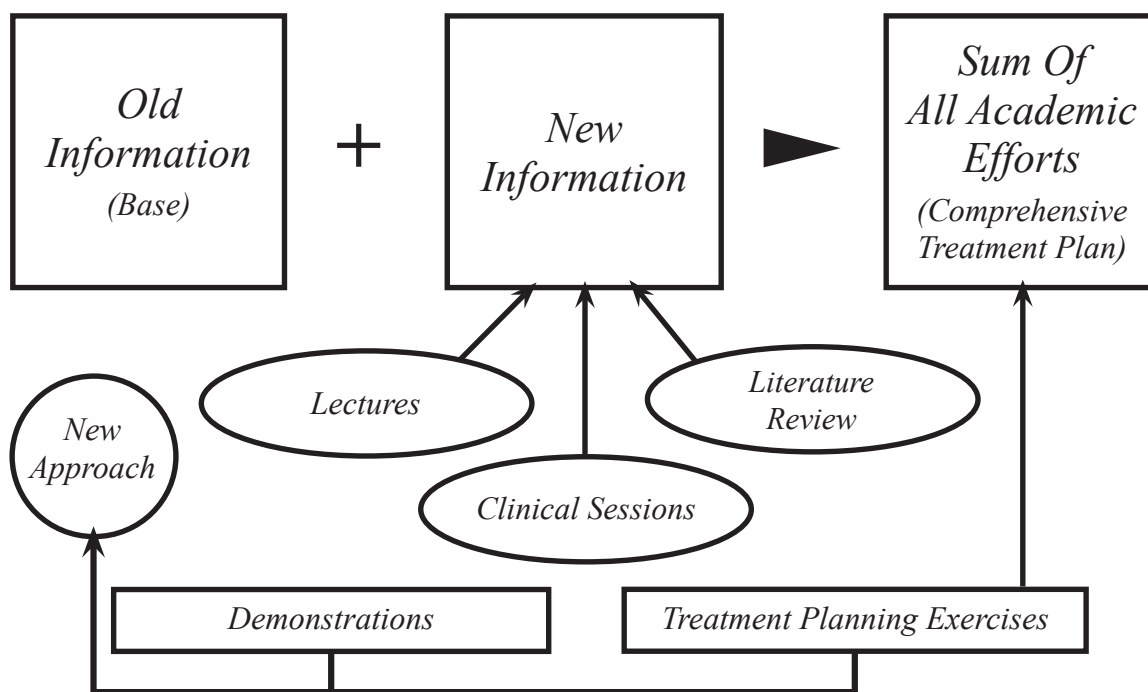 Old
Information
(Base)
+
New
Information
Sum Of
All Academic
Efforts
(Comprehensive
Treatment Plan)
Lectures
Literature
Review
New
Approach
Clinical Sessions
Demonstrations
Treatment Planning Exercises